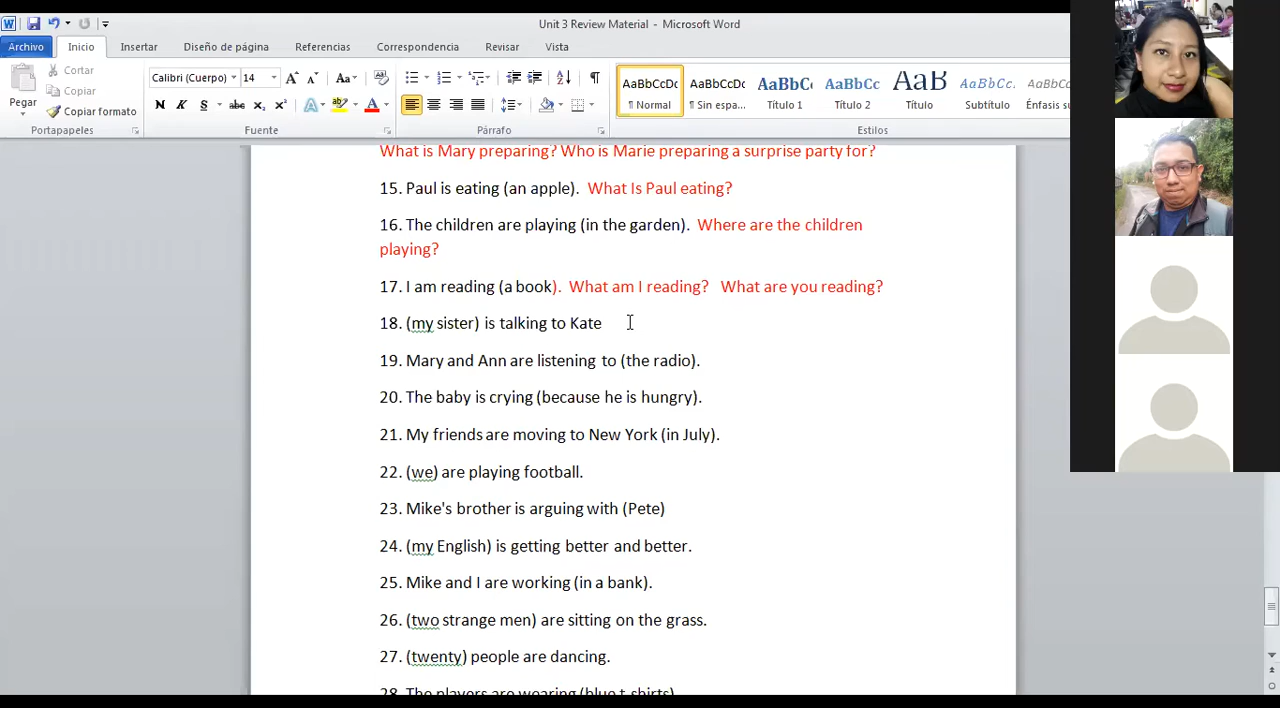 Unit 3 Review Material - Microsoft Word
Archivo Inicio Insertar Diseño de página Referencias Correspondencia Revisar Vista
Pegar
Cortar
Copiar
Copiar formato
Portapapeles
Calibri (Cuerpo) 14
Fuente
Párrafo
AaBbCcDc AaBbCcDc AaBbC AaBbCc AaB AaBbCc. AaBbCc
¶ Normal ¶ Sin espa... Título 1 Título 2 Título Subtítulo Énfasis su
Estilos
What is Mary preparing? Who is Marie preparing a surprise party for?
15. Paul is eating (an apple). What Is Paul eating?
16. The children are playing (in the garden). Where are the children
playing?
17. I am reading (a book). What am I reading? What are you reading?
18. (my sister) is talking to Kate
19. Mary and Ann are listening to (the radio).
20. The baby is crying (because he is hungry).
21. My friends are moving to New York (in July).
22. (we) are playing football.
23. Mike's brother is arguing with (Pete)
24. (my English) is getting better and better.
25. Mike and I are working (in a bank).
26. (two strange men) are sitting on the grass.
27. (twenty) people are dancing.
28. The players are wearing (blue t-shirts)